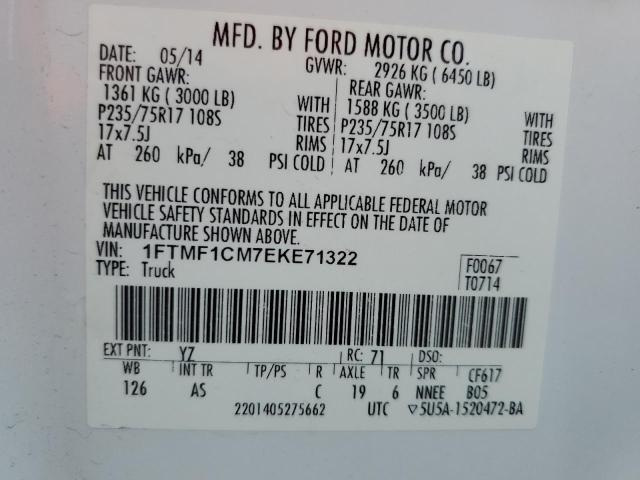 MFD. BY FORD MOTOR CO.
DATE: 05/14 GVWR: 2926 KG ( 6450 LB)
FRONT GAWR: REAR GAWR:
1361 KG ( 3000 LB) WITH 1588 KG ( 3500 LB) WITH
P235/75R17 108S TIRES P235/75R17 108S TIRES
17x7.5J RIMS 17x7.5J RIMS
AT 260 kPa/ 38 PSI COLD AT 260 kPa/ 38 PSI COLD
THIS VEHICLE CONFORMS TO ALL APPLICABLE FEDERAL MOTOR
VEHICLE SAFETY STANDARDS IN EFFECT ON THE DATE OF
MANUFACTURE SHOWN ABOVE.
VIN: 1FTMF1CM7EKE71322 F0067
TYPE: Truck T0714
EXT PNT: YZ RC: 71 DSO:
WB INT TR TP/PS R AXLE TR SPR CF617
126 AS C 19 6 NNEE B05
2201405275662 UTC ▽5U5A-1520472-BA